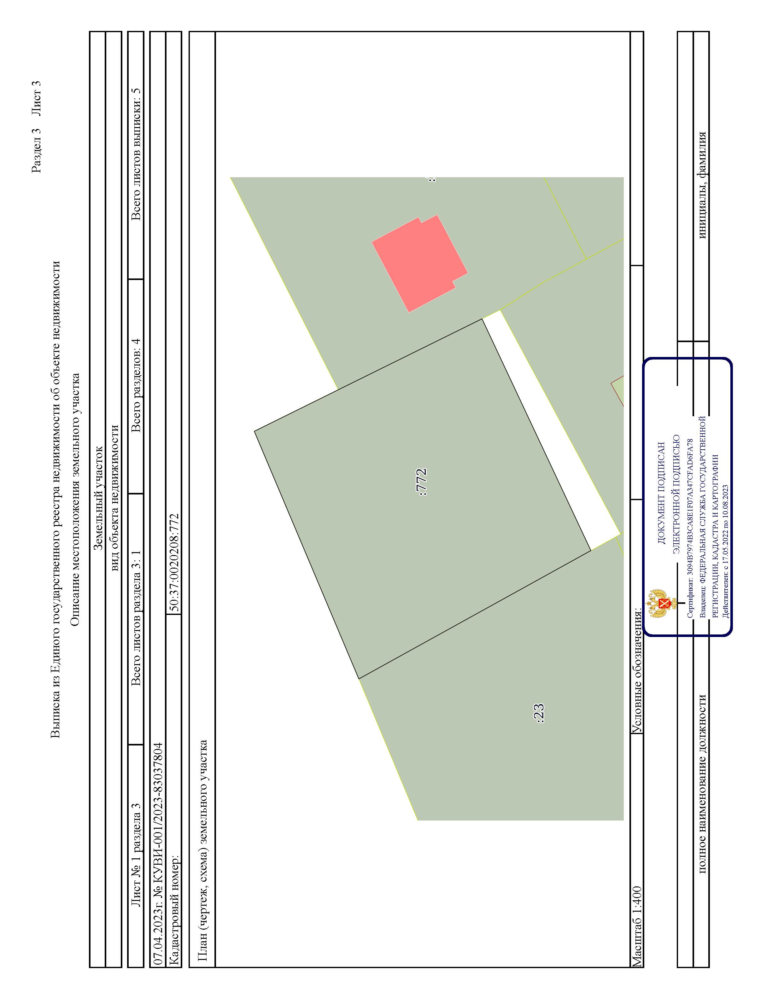 Раздел 3 Лист 3
Выписка из Единого государственного реестра недвижимости об объекте недвижимости
Описание местоположения земельного участка
Земельный участок
вид объекта недвижимости
Лист № 1 раздела 3 Всего листов раздела 3: 1 Всего разделов: 4 Всего листов выписки: 5
07.04.2023г. № КУВИ-001/2023-83037804
Кадастровый номер: 50:37:0020208:772
План (чертеж, схема) земельного участка
:772
:
:23
Масштаб 1:400 Условные обозначения:
ДОКУМЕНТ ПОДПИСАН
ЭЛЕКТРОННОЙ ПОДПИСЬЮ
Сертификат: 3094B7974B3CA8E1F07A347CFAD6FA78
Владелец: ФЕДЕРАЛЬНАЯ СЛУЖБА ГОСУДАРСТВЕННОЙ
РЕГИСТРАЦИИ, КАДАСТРА И КАРТОГРАФИИ
Действителен: с 17.05.2022 по 10.08.2023
полное наименование должности инициалы, фамилия